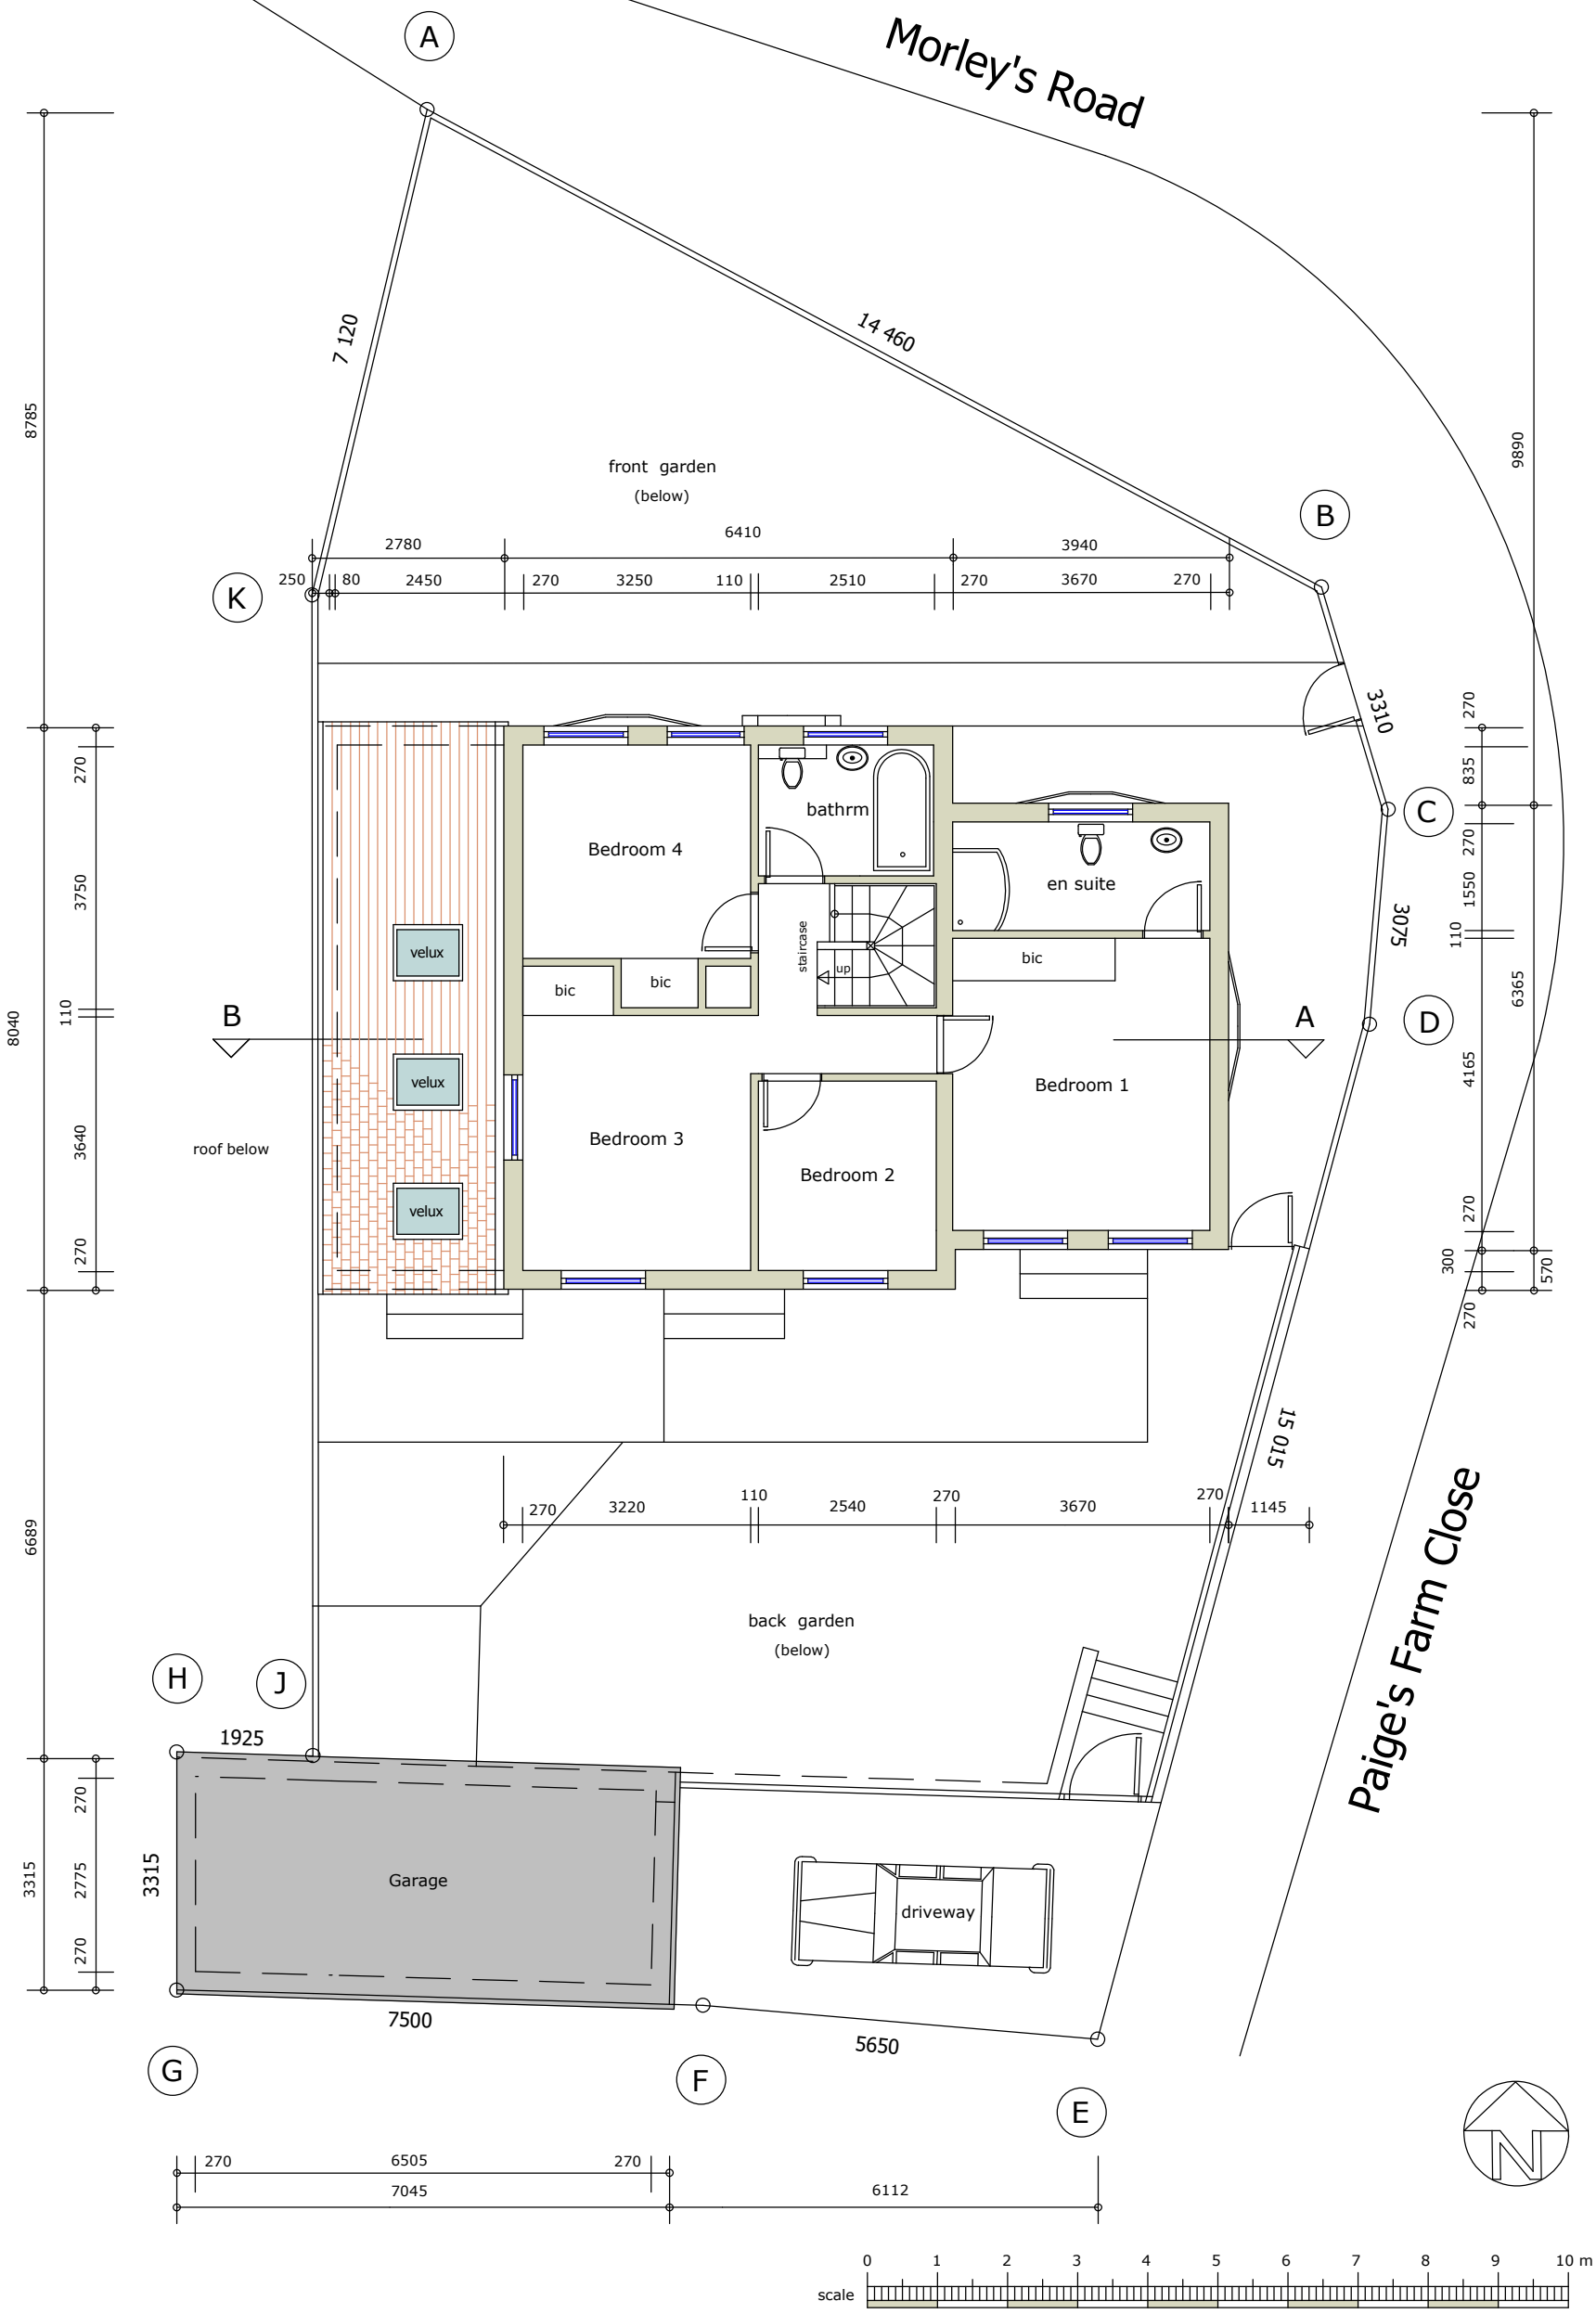 A
Morley's Road
7 120
14 460
8785
9890
front garden
(below)
B
2780
6410
3940
250
80
2450
270
3250
110
2510
270
3670
270
K
3310
270
835
270
1550
110
4165
270
300
270
6365
570
C
3075
D
270
3750
110
3640
270
8040
bathrm
Bedroom 4
en suite
staircase
up
bic
bic
bic
velux
velux
velux
B
A
Bedroom 1
Bedroom 3
Bedroom 2
roof below
15 015
270
3220
110
2540
270
3670
270
1145
6689
back garden
(below)
Paige's Farm Close
H
J
1925
270
2775
270
3315
3315
Garage
driveway
7500
5650
G
F
E
270
6505
270
7045
6112
N
0
1
2
3
4
5
6
7
8
9
10 m
scale